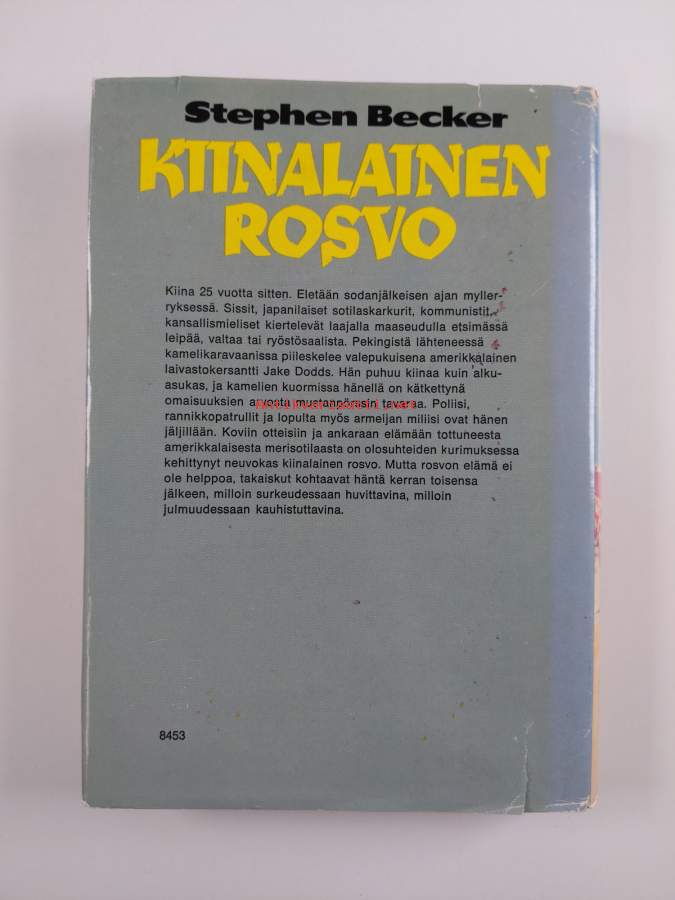 Stephen Becker
KIINALAINEN
ROSVO
Kiina 25 vuotta sitten. Eletään sodanjälkeisen ajan myller-
ryksessä. Sissit, japanilaiset sotilaskarkurit, kommunistit,
kansallismieliset kiertelevät laajalla maaseudulla etsimässä
leipää, valtaa tai ryöstösaalista. Pekingistä lähteneessä
kamelikaravaanissa piileskelee valepukuisena amerikkalainen
laivastokersantti Jake Dodds. Hän puhuu kiinaa kuin alku-
asukas, ja kamelien kuormissa hänellä on kätkettynä
omaisuuksien arvosta mustanpörssin tavaraa. Poliisi,
rannikkopatrullit ja lopulta myös armeijan miliisi ovat hänen
jäljillään. Koviin otteisiin ja ankaraan elämään tottuneesta
amerikkalaisesta merisotilaasta on olosuhteiden kurimuksessa
kehittynyt neuvokas kiinalainen rosvo. Mutta rosvon elämä ei
ole helppoa, takaiskut kohtaavat häntä kerran toisensa
jälkeen, milloin surkeudessaan huvittavina, milloin
julmuudessaan kauhistuttavina.
8453